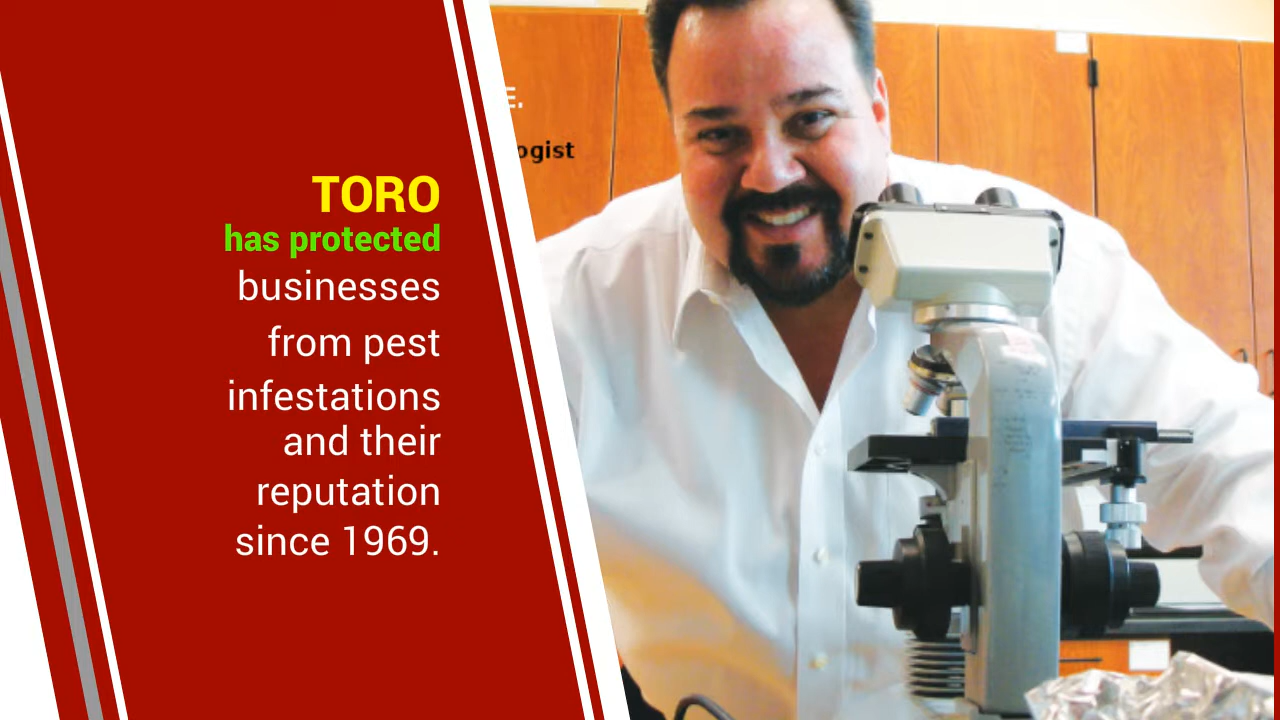 TORO
has protected
businesses
from pest
infestations
and their
reputation
since 1969.
E.
ogist